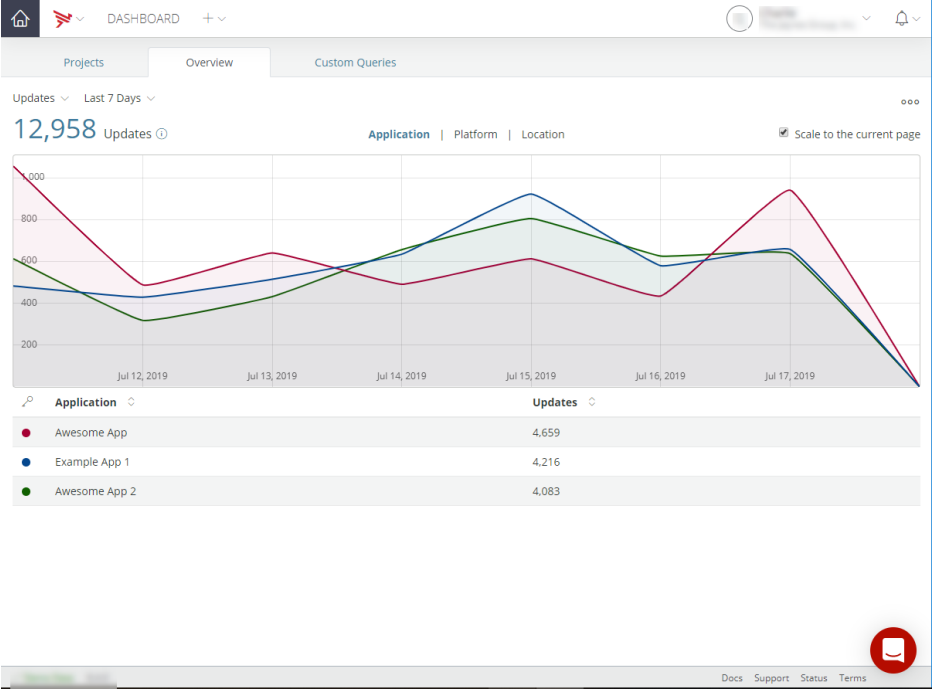 DASHBOARD
Projects Overview Custom Queries
Updates Last 7 Days
12,958 Updates
Application | Platform | Location
Scale to the current page
1,000
800
600
400
200
Jul 12, 2019 Jul 13, 2019 Jul 14, 2019 Jul 15, 2019 Jul 16, 2019 Jul 17, 2019
Application Updates
Awesome App 4,659
Example App 1 4,216
Awesome App 2 4,083
Docs Support Status Terms